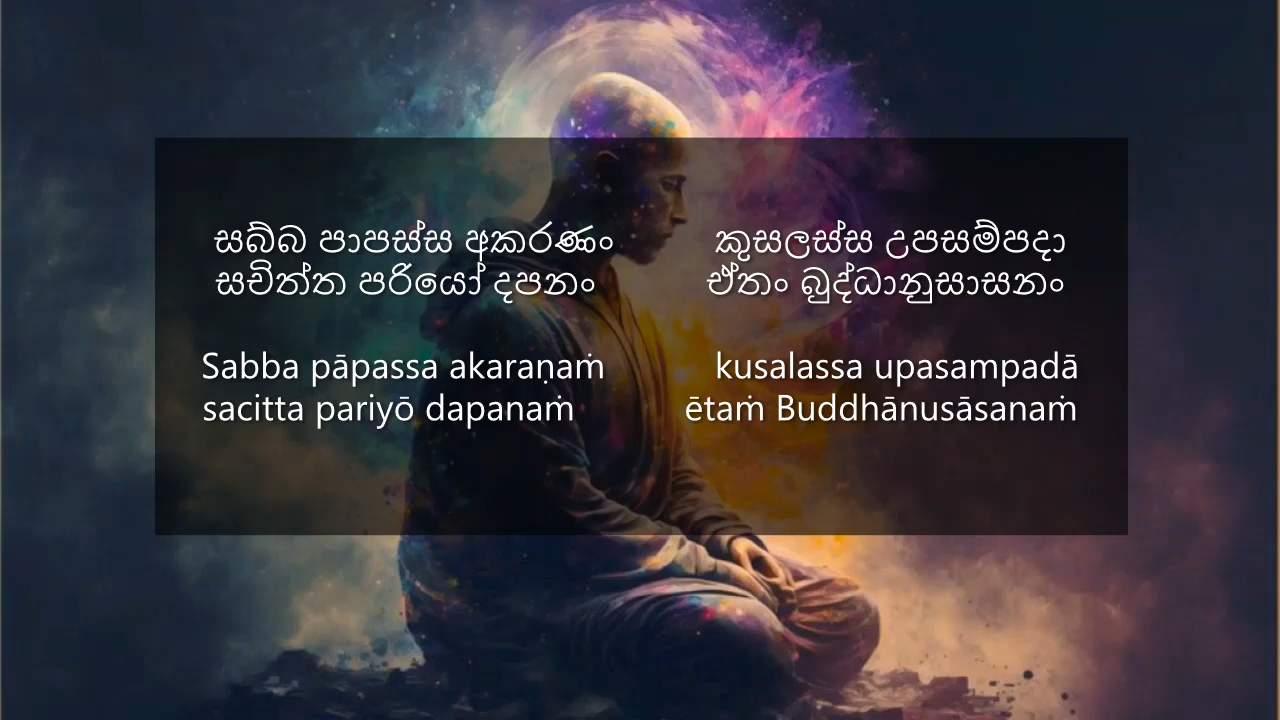 සබ්බ පාපස්ස අකරණං කුසලස්ස උපසම්පදා
සචිත්ත පරියෝ දපනං ඒතං බුද්ධානුසාසනං
Sabba pāpassa akaraṇaṁ kusalassa upasampadā
sacitta pariyō dapanaṁ ētaṁ Buddhānusāsanaṁ